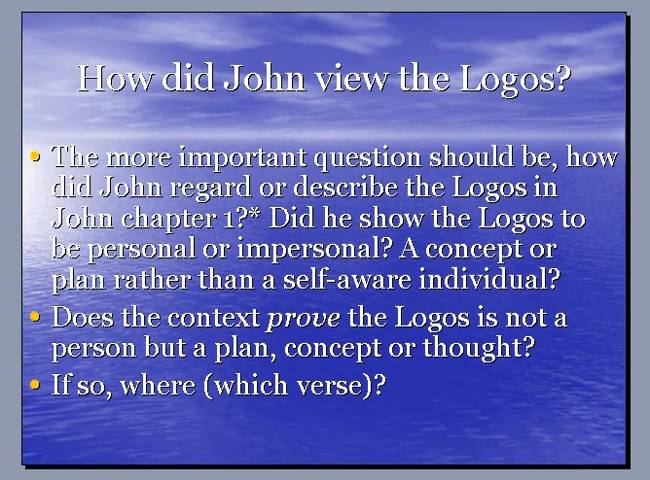 How did John view the Logos?
• The more important question should be, how
did John regard or describe the Logos in
John chapter 1?* Did he show the Logos to
be personal or impersonal? A concept or
plan rather than a self-aware individual?
• Does the context prove the Logos is not a
person but a plan, concept or thought?
• If so, where (which verse)?